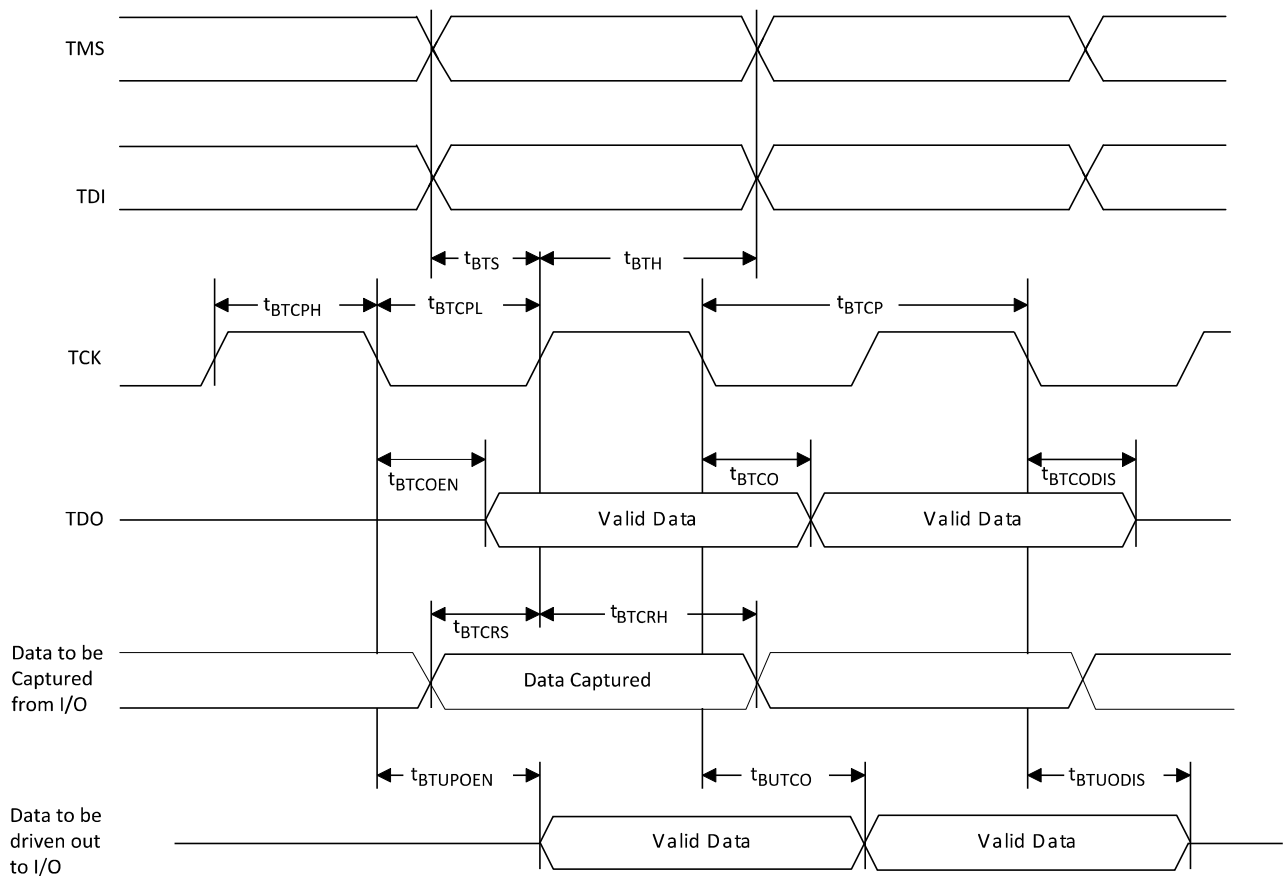 TMS
TDI
tBTS
tBTH
tBTCPH
tBTCPL
tBTCP
TCK
tBTCOEN
tBTCO
tBTCODIS
TDO
Valid Data
Valid Data
tBTCRS
tBTCRH
Data to be
Captured
from I/O
Data Captured
tBTUPOEN
tBUTCO
tBTUODIS
Data to be
driven out
to I/O
Valid Data
Valid Data